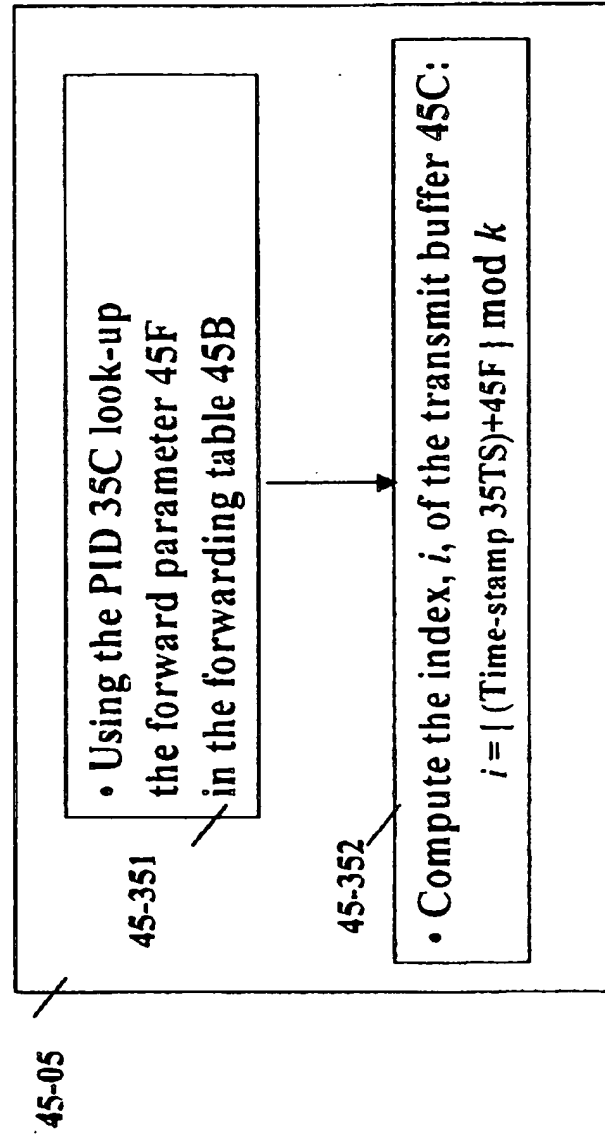 45-05
45-351
• Using the PID 35C look-up
the forward parameter 45F
in the forwarding table 45B
45-352
• Compute the index, i, of the transmit buffer 45C:
i = { (Time-stamp 35TS)+45F } mod k